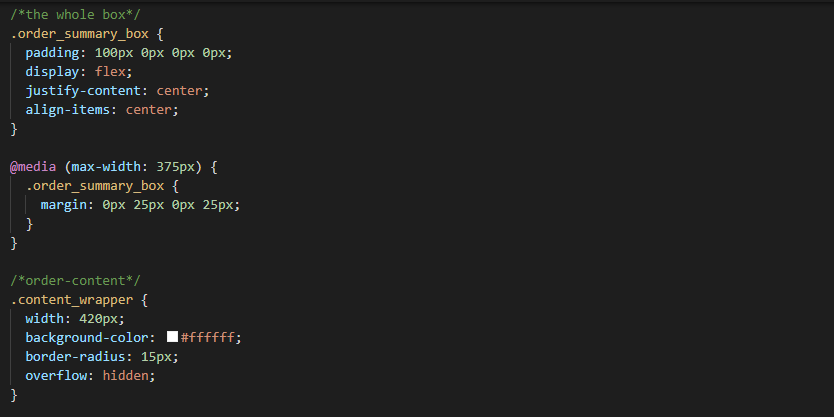 /*the whole box*/
.order_summary_box {
  padding: 100px 0px 0px 0px;
  display: flex;
  justify-content: center;
  align-items: center;
}

@media (max-width: 375px) {
  .order_summary_box {
    margin: 0px 25px 0px 25px;
  }
}

/*order-content*/
.content_wrapper {
  width: 420px;
  background-color: #ffffff;
  border-radius: 15px;
  overflow: hidden;
}